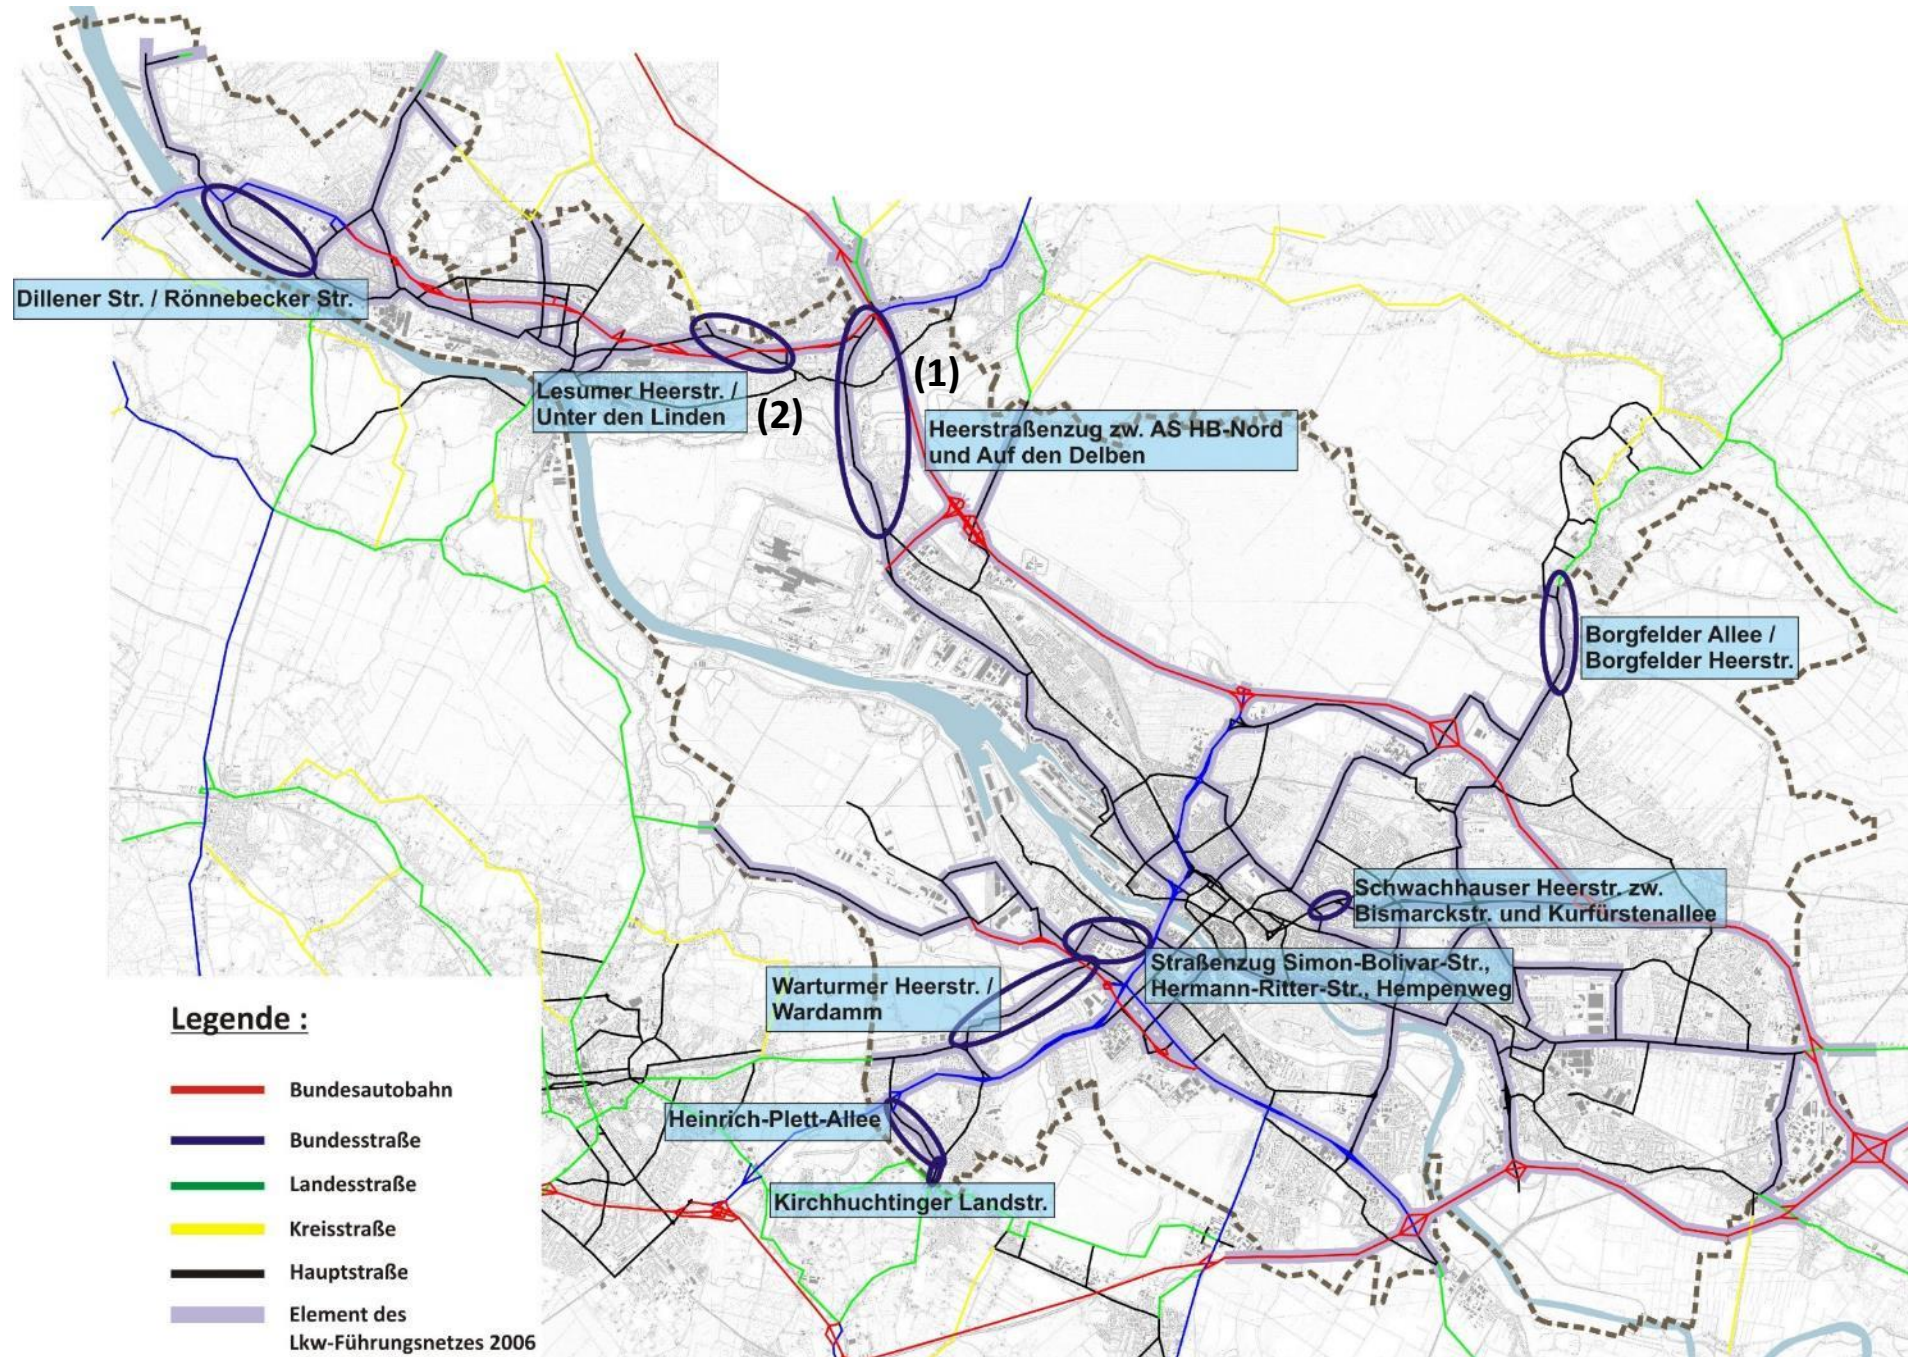 Dillener Str. / Rönnebecker Str.
Lesumer Heerstr. /
Unter den Linden
(2)
(1)
Heerstraßenzug zw. AS HB-Nord
und Auf den Delben
Borgfelder Allee /
Borgfelder Heerstr.
Schwachhauser Heerstr. zw.
Bismarckstr. und Kurfürstenallee
Straßenzug Simon-Bolivar-Str.,
Hermann-Ritter-Str., Hempenweg
Warturmer Heerstr. /
Wardamm
Heinrich-Plett-Allee
Kirchhuchtinger Landstr.
Legende :
Bundesautobahn
Bundesstraße
Landesstraße
Kreisstraße
Hauptstraße
Element des
Lkw-Führungsnetzes 2006